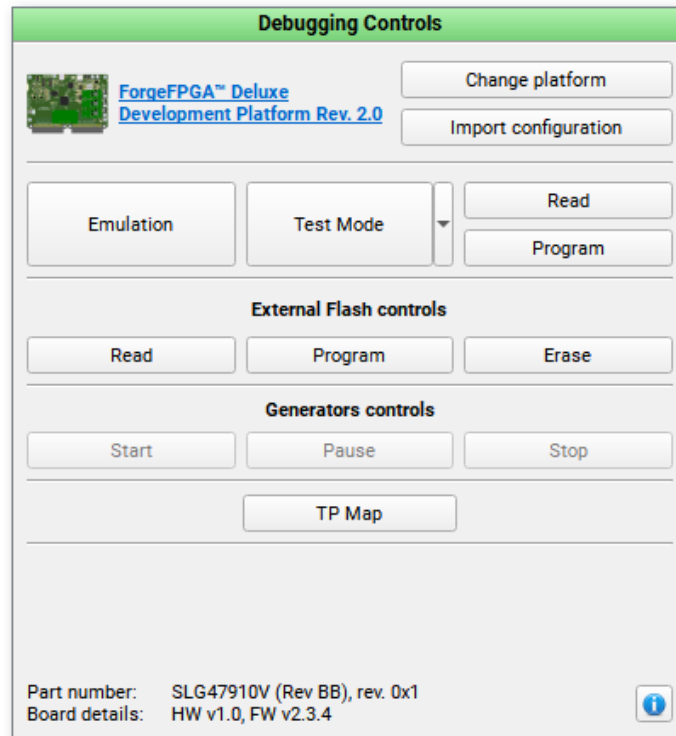 Debugging Controls
ForgeFPGA™ Deluxe
Development Platform Rev. 2.0
Change platform
Import configuration
Emulation
Test Mode
Read
Program
External Flash controls
Read
Program
Erase
Generators controls
Start
Pause
Stop
TP Map
Part number: SLG47910V (Rev BB), rev. 0x1
Board details: HW v1.0, FW v2.3.4